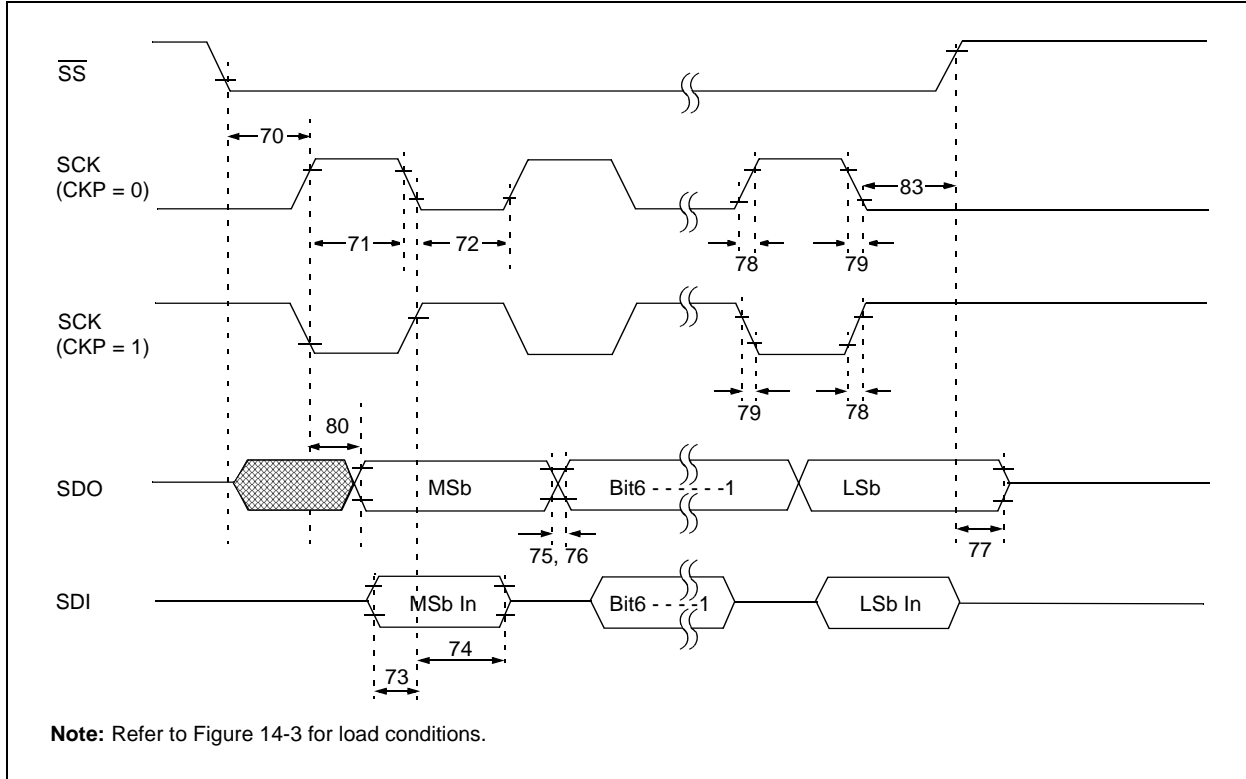 SS
70
SCK
(CKP = 0)
83
71
72
78
79
SCK
(CKP = 1)
79
78
80
SDO
MSb
Bit6 - - - - - -1
LSb
75, 76
77
SDI
MSb In
Bit6 - - - -1
LSb In
74
73
Note: Refer to Figure 14-3 for load conditions.